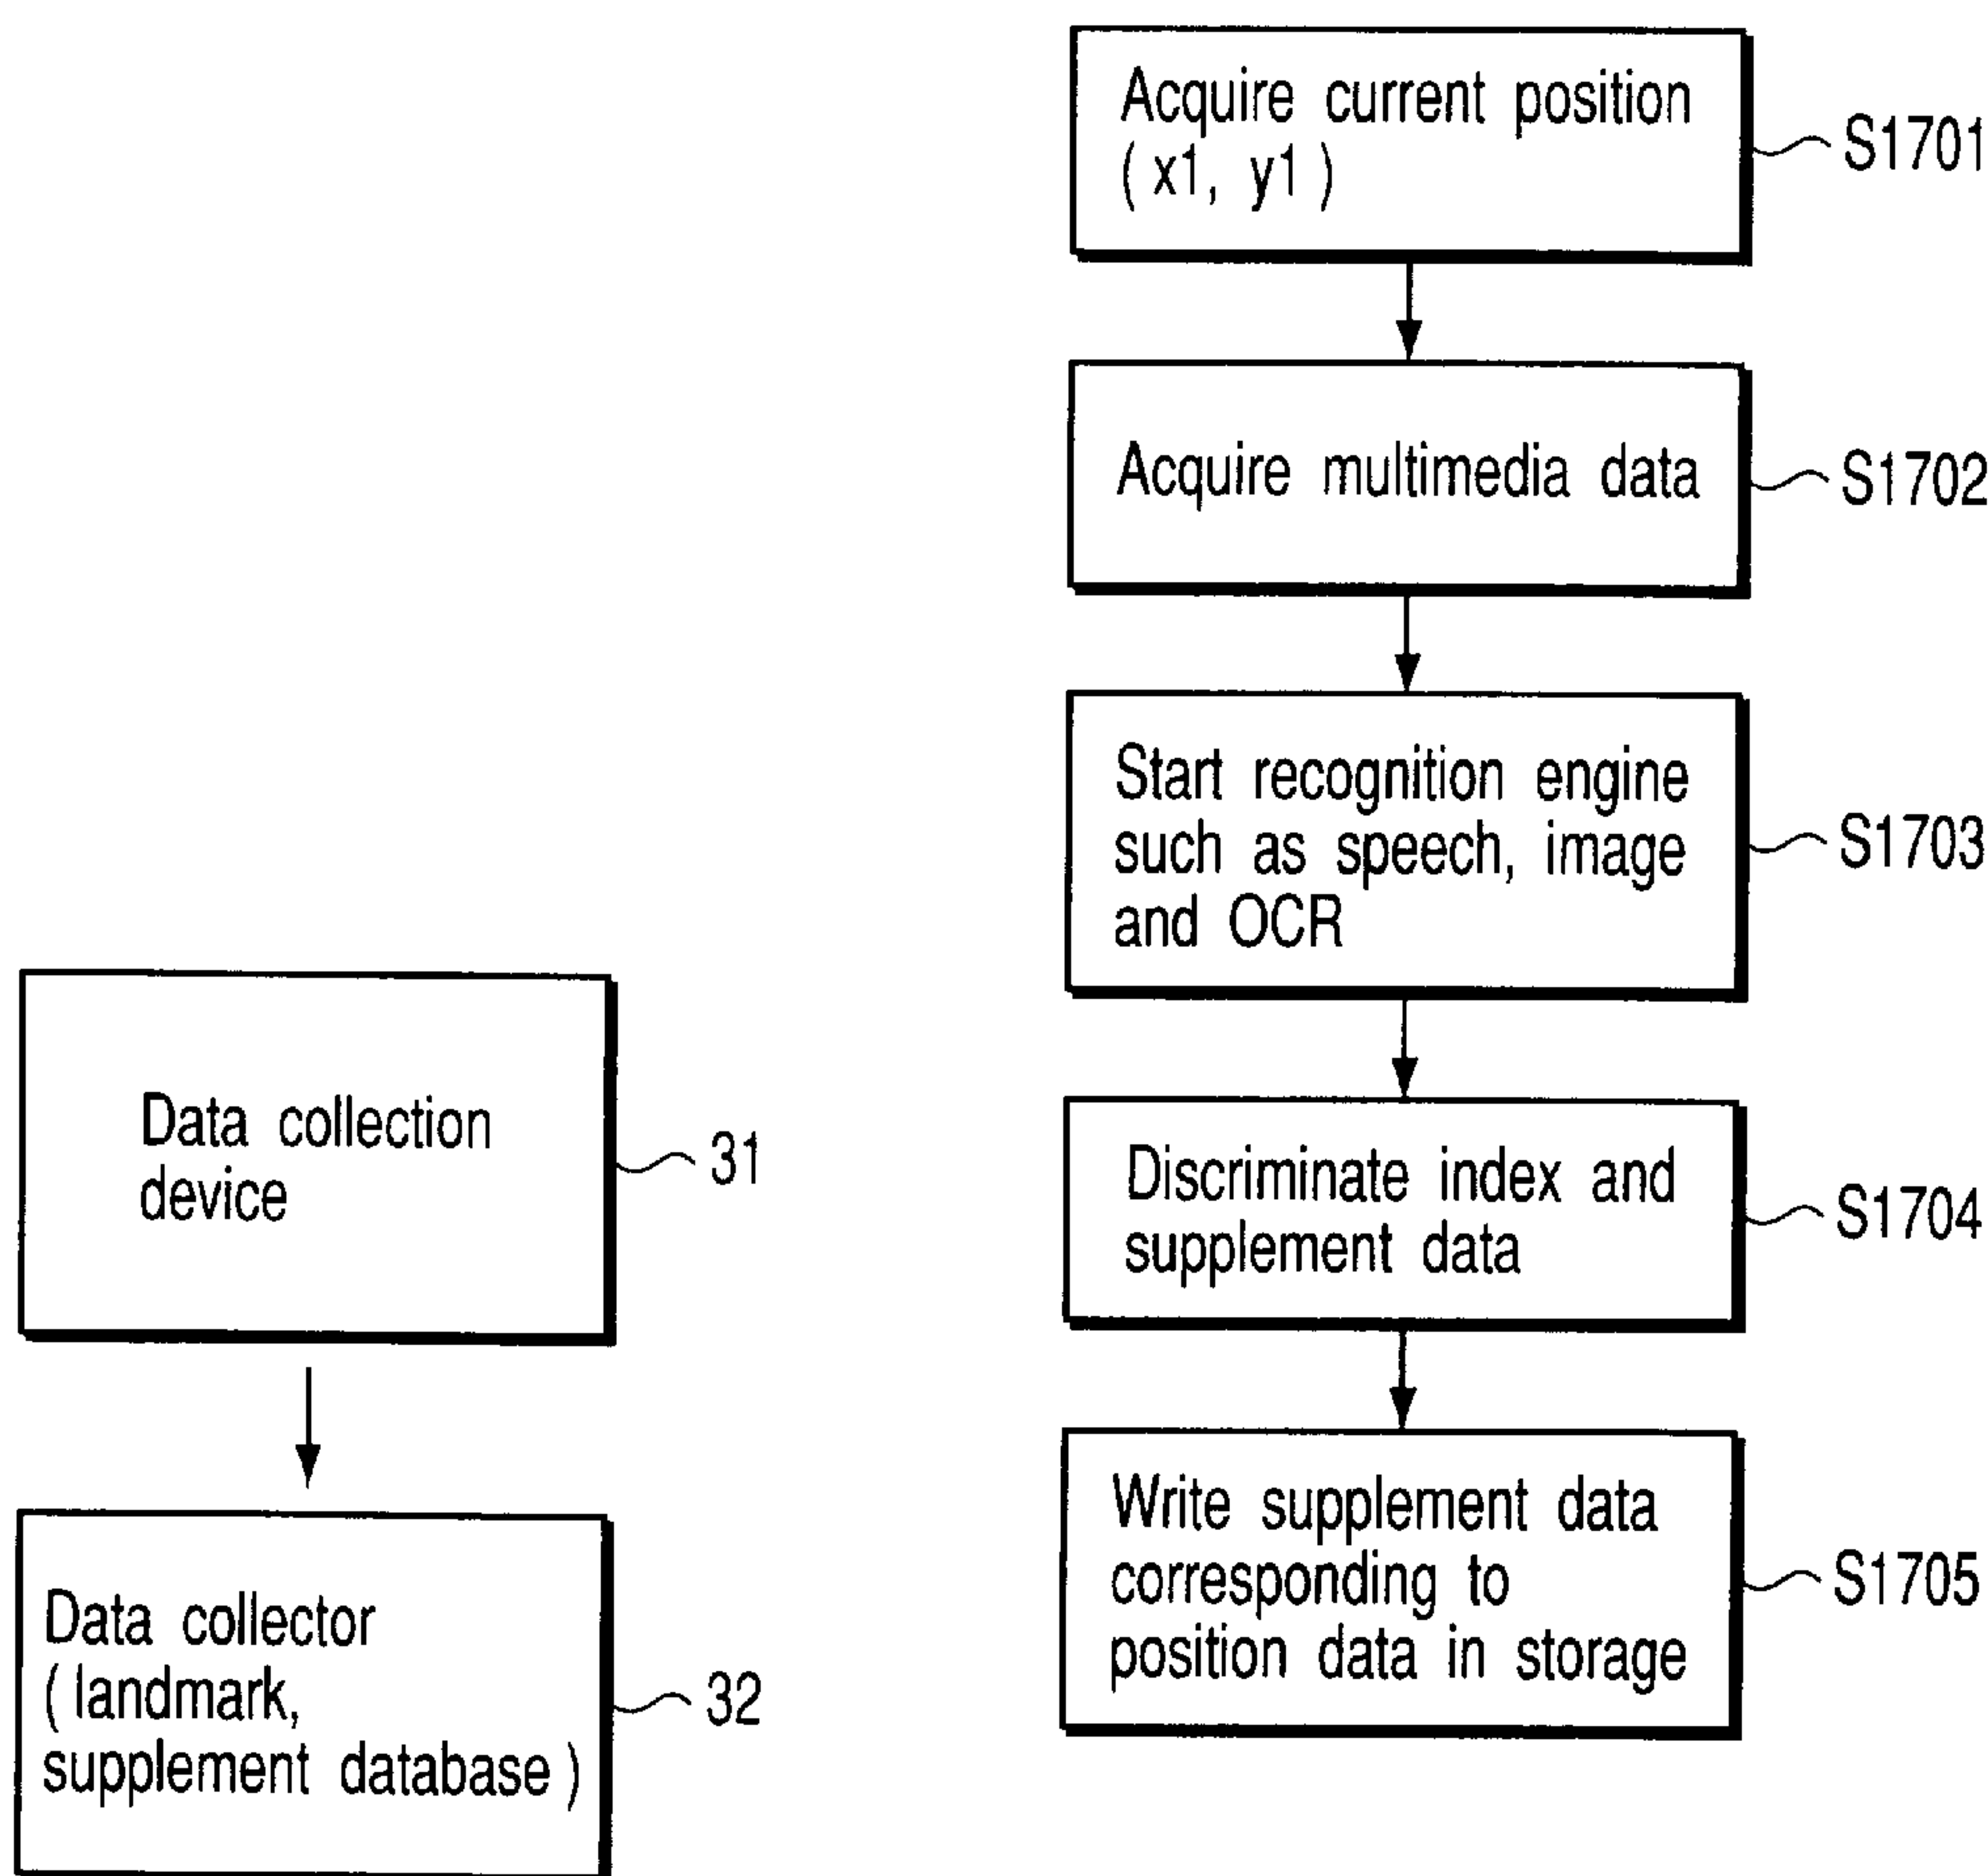 Acquire current position
(x1, y1)
S1701
Acquire multimedia data
S1702
Start recognition engine
such as speech, image
and OCR
S1703
Discriminate index and
supplement data
S1704
Write supplement data
corresponding to
position data in storage
S1705
Data collection
device
31
Data collector
(landmark,
supplement database)
32